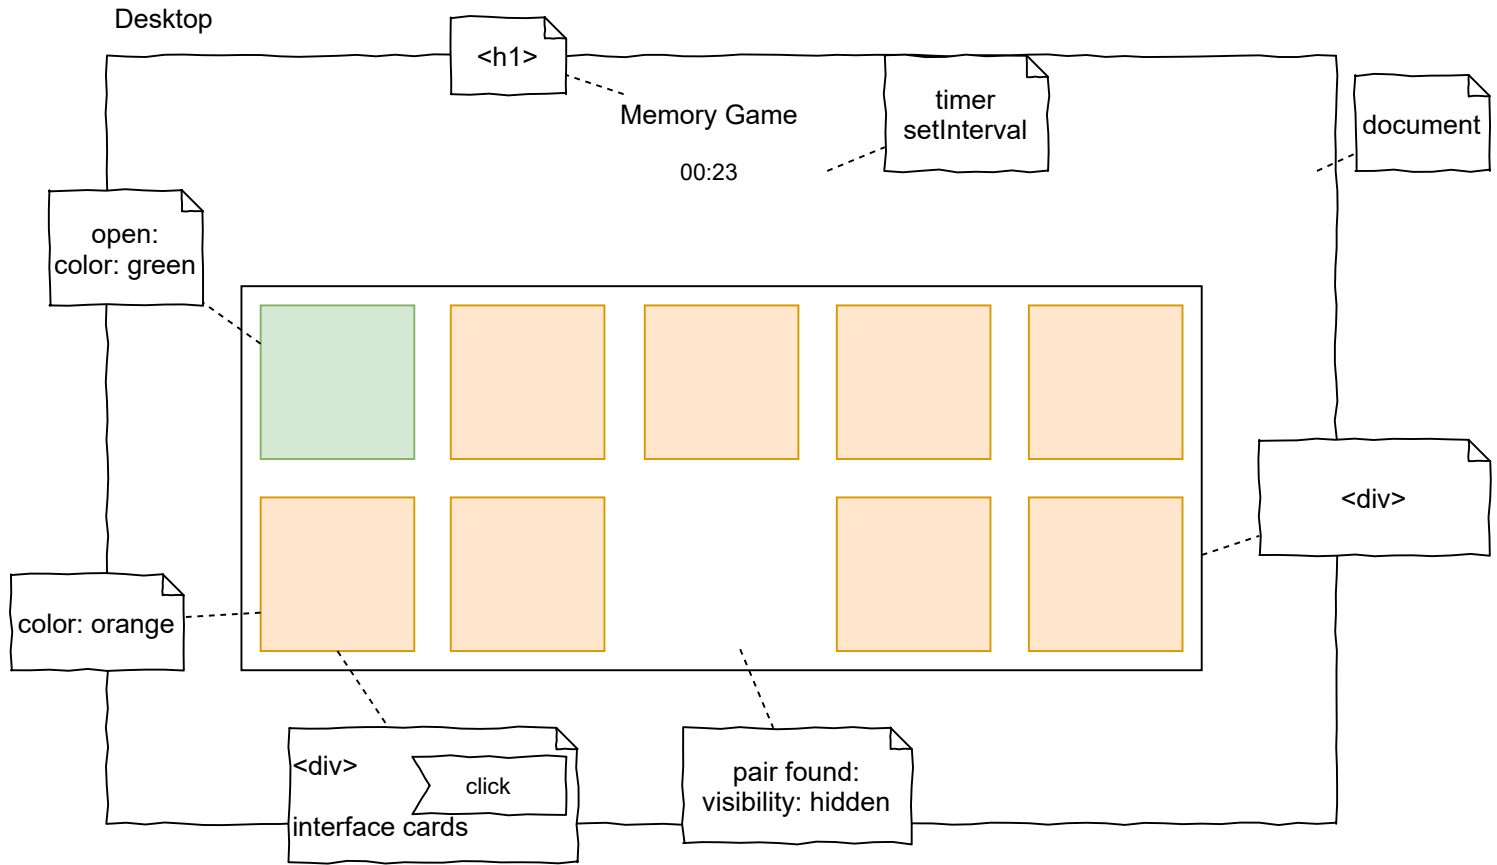 Desktop
<h1>
Memory Game
timer
setInterval
document
00:23
open:
color: green
<div>
color: orange
<div>
click
interface cards
pair found:
visibility: hidden